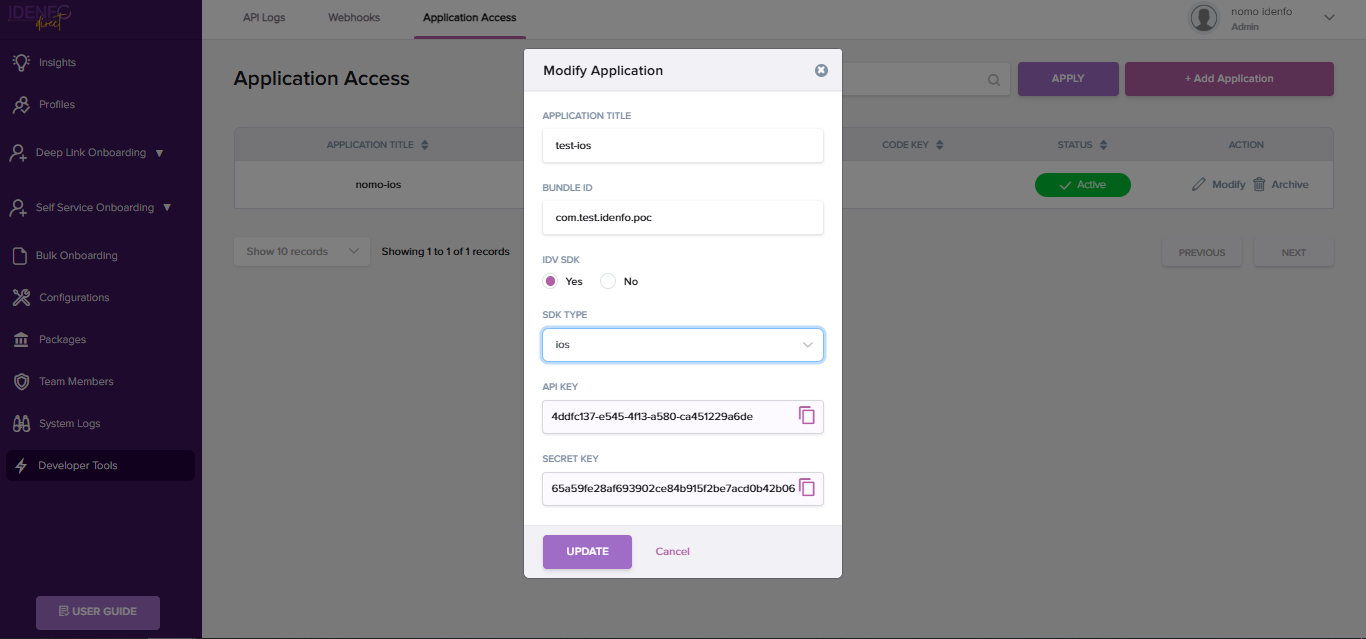 IDENFO
direct
API Logs
Webhooks
Application Access
nomo idenfo
Admin
Insights
Profiles
Deep Link Onboarding
Self Service Onboarding
Bulk Onboarding
Configurations
Packages
Team Members
System Logs
Developer Tools
USER GUIDE
Application Access
APPLY
+ Add Application
APPLICATION TITLE
CODE KEY
STATUS
ACTION
nomo-ios
Active
Modify
Archive
Show 10 records
Showing 1 to 1 of 1 records
PREVIOUS
NEXT
Modify Application
APPLICATION TITLE
test-ios
BUNDLE ID
com.test.idenfo.poc
IDV SDK
Yes
No
SDK TYPE
ios
API KEY
4ddfc137-e545-4f13-a580-ca451229a6de
SECRET KEY
65a59fe28af693902ce84b915f2be7acd0b42b06
UPDATE
Cancel